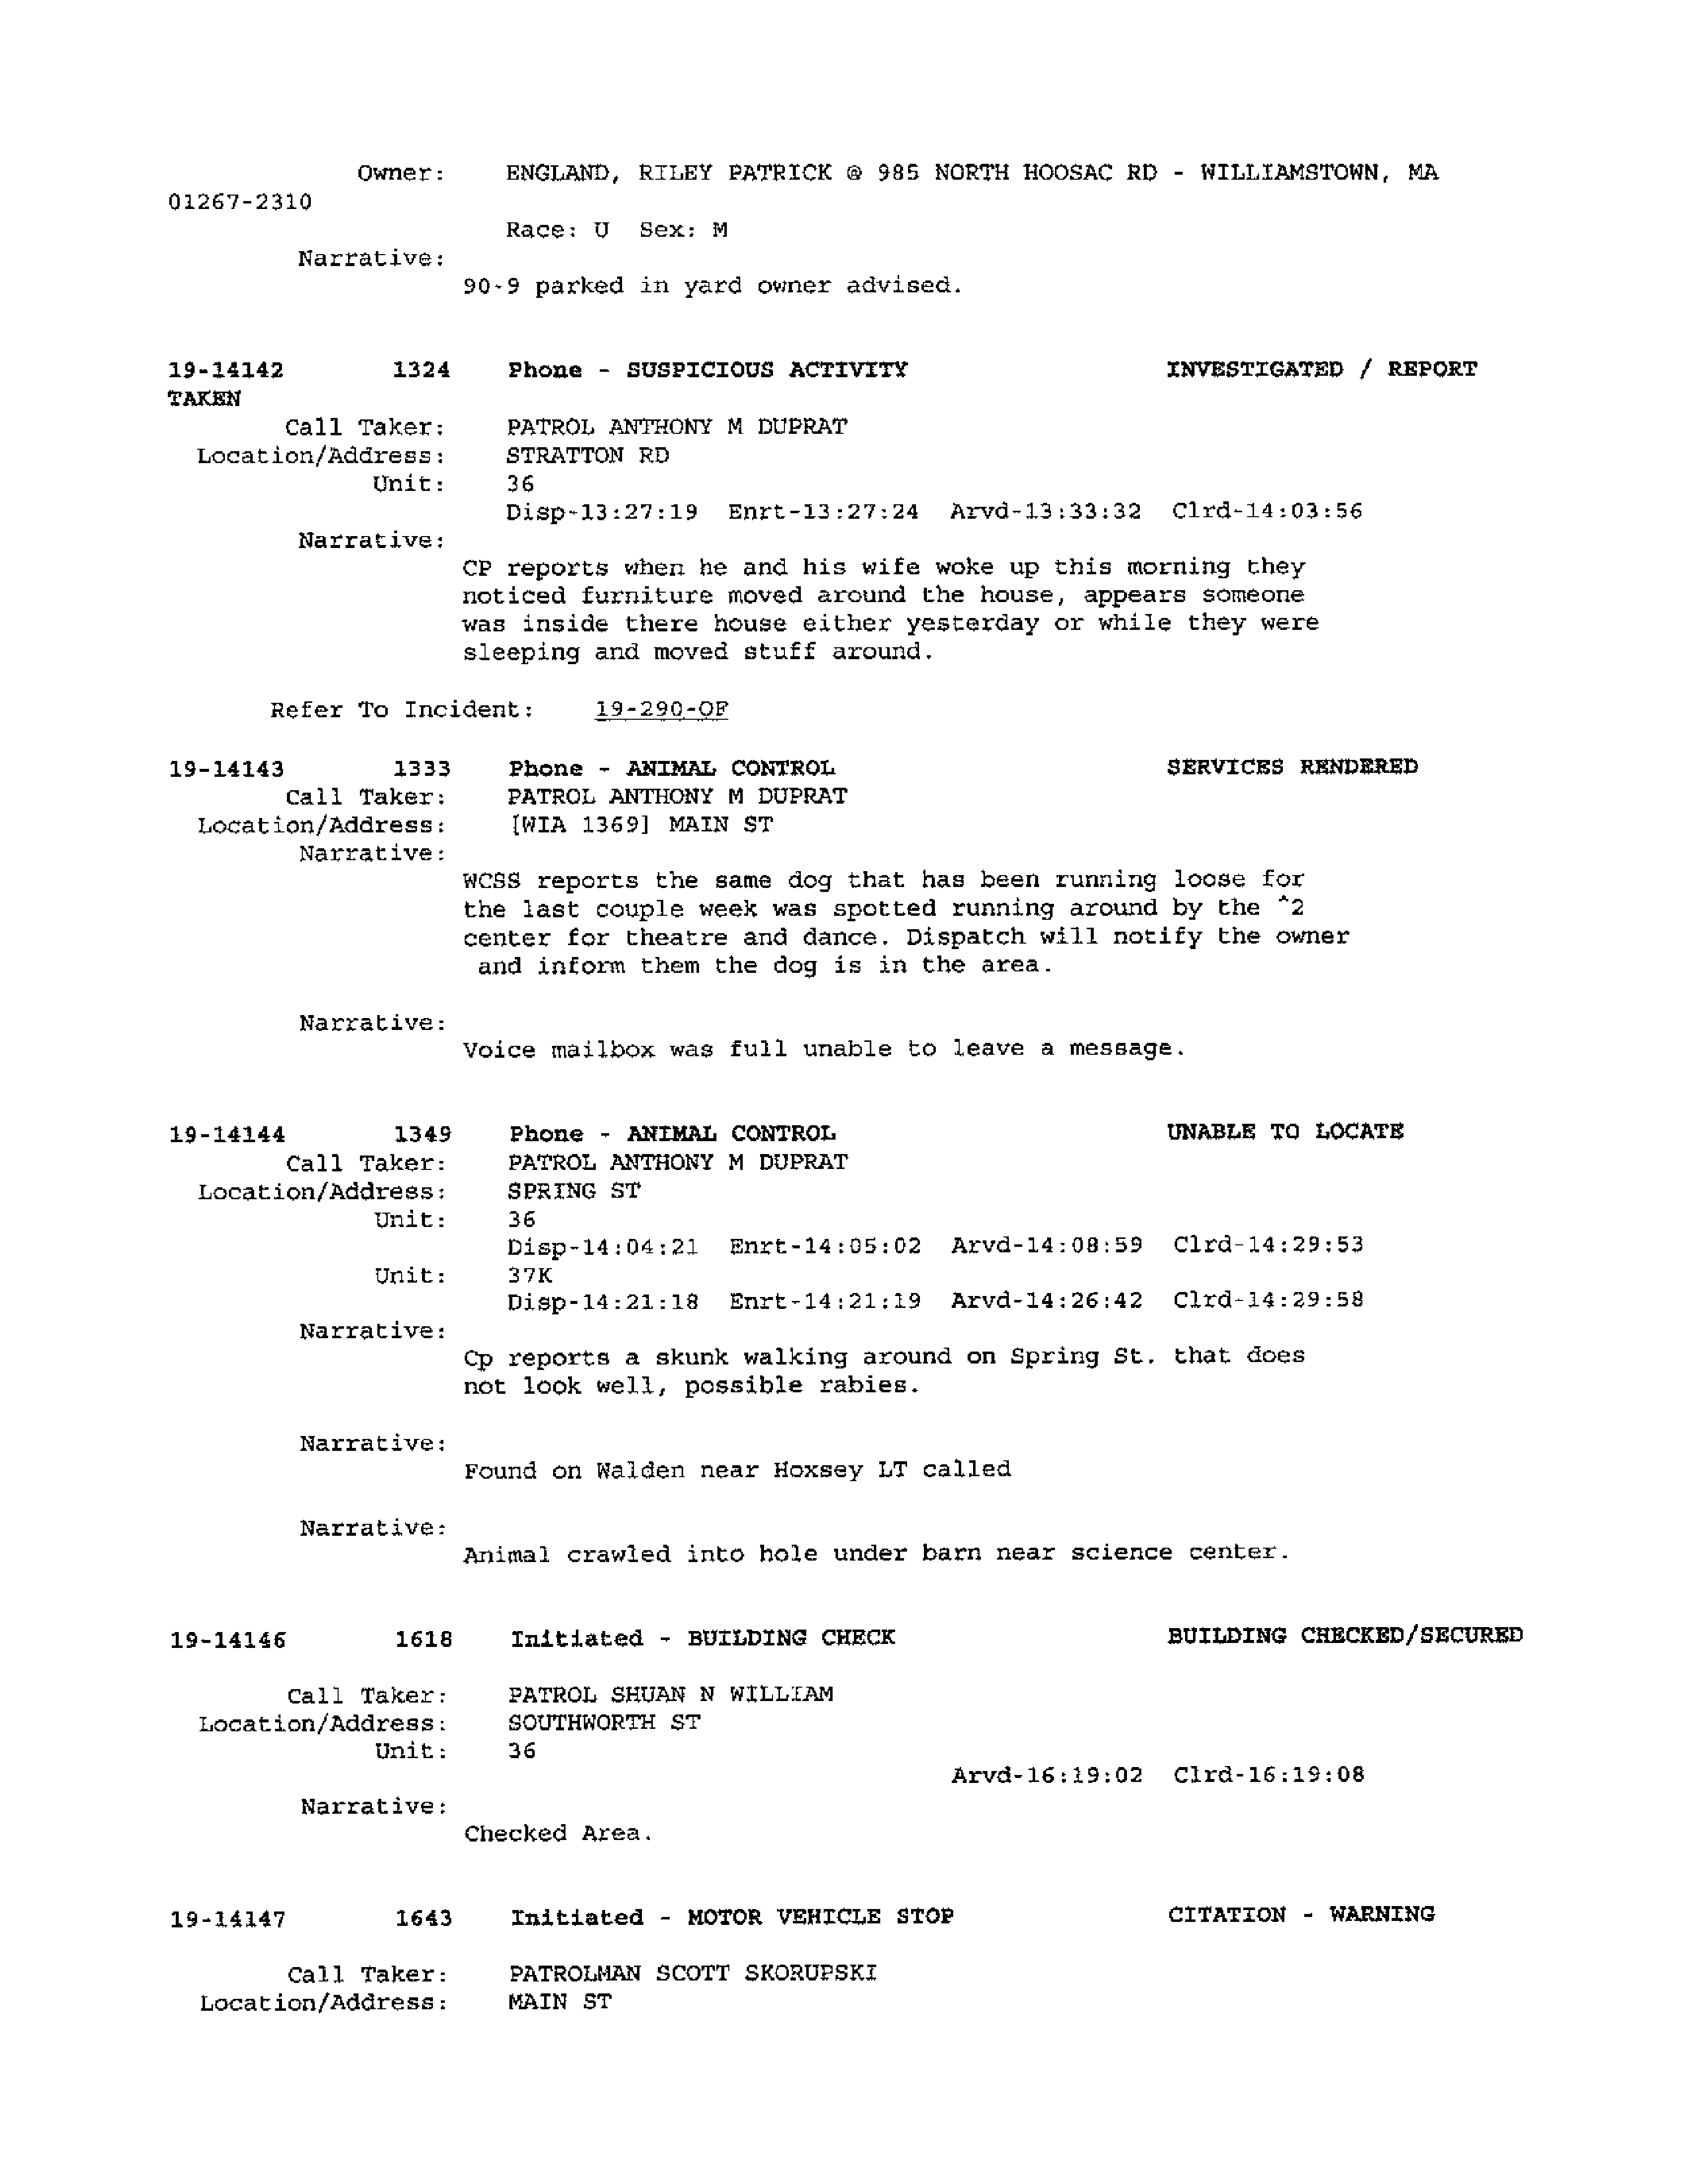 Owner: ENGLAND, RILEY PATRICK @ 985 NORTH HOOSAC RD - WILLIAMSTOWN, MA
01267-2310
Race: U Sex: M
Narrative:
90-9 parked in yard owner advised.
19-14142 1324 Phone - SUSPICIOUS ACTIVITY INVESTIGATED / REPORT
TAKEN
Call Taker: PATROL ANTHONY M DUPRAT
Location/Address: STRATTON RD
Unit: 36
Disp-13:27:19 Enrt-13:27:24 Arvd-13:33:32 Clrd-14:03:56
Narrative:
CP reports when he and his wife woke up this morning they
noticed furniture moved around the house, appears someone
was inside there house either yesterday or while they were
sleeping and moved stuff around.
Refer To Incident: 19-290-OF
19-14143 1333 Phone - ANIMAL CONTROL SERVICES RENDERED
Call Taker: PATROL ANTHONY M DUPRAT
Location/Address: [WIA 1369] MAIN ST
Narrative:
WCSS reports the same dog that has been running loose for
the last couple week was spotted running around by the ^2
center for theatre and dance. Dispatch will notify the owner
and inform them the dog is in the area.
Narrative:
Voice mailbox was full unable to leave a message.
19-14144 1349 Phone - ANIMAL CONTROL UNABLE TO LOCATE
Call Taker: PATROL ANTHONY M DUPRAT
Location/Address: SPRING ST
Unit: 36
Disp-14:04:21 Enrt-14:05:02 Arvd-14:08:59 Clrd-14:29:53
Unit: 37K
Disp-14:21:18 Enrt-14:21:19 Arvd-14:26:42 Clrd-14:29:58
Narrative:
Cp reports a skunk walking around on Spring St. that does
not look well, possible rabies.
Narrative:
Found on Walden near Hoxsey LT called
Narrative:
Animal crawled into hole under barn near science center.
19-14146 1618 Initiated - BUILDING CHECK BUILDING CHECKED/SECURED
Call Taker: PATROL SHUAN N WILLIAM
Location/Address: SOUTHWORTH ST
Unit: 36
Arvd-16:19:02 Clrd-16:19:08
Narrative:
Checked Area.
19-14147 1643 Initiated - MOTOR VEHICLE STOP CITATION - WARNING
Call Taker: PATROLMAN SCOTT SKORUPSKI
Location/Address: MAIN ST